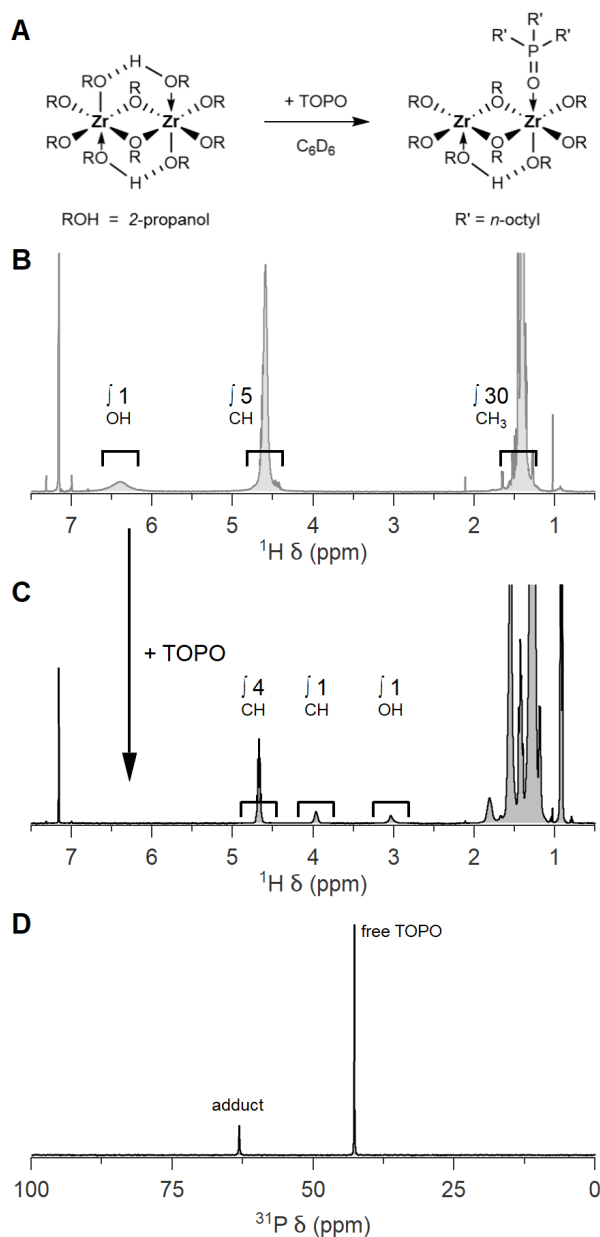 A
H
RO OR
RO R OR
O
Zr Zr
RO O OR
R
RO OR
H
ROH = 2-propanol
+ TOPO
C₆D₆
R' R'
R' P
O
RO R OR
O
Zr Zr
RO O OR
R
RO OR
H
R' = n-octyl
B
∫1
OH
∫5
CH
∫30
CH₃
7 6 5 4 3 2 1
¹H δ (ppm)
C
+ TOPO
∫4
CH
∫1
CH
∫1
OH
7 6 5 4 3 2 1
¹H δ (ppm)
D
free TOPO
adduct
100 75 50 25 0
³¹P δ (ppm)